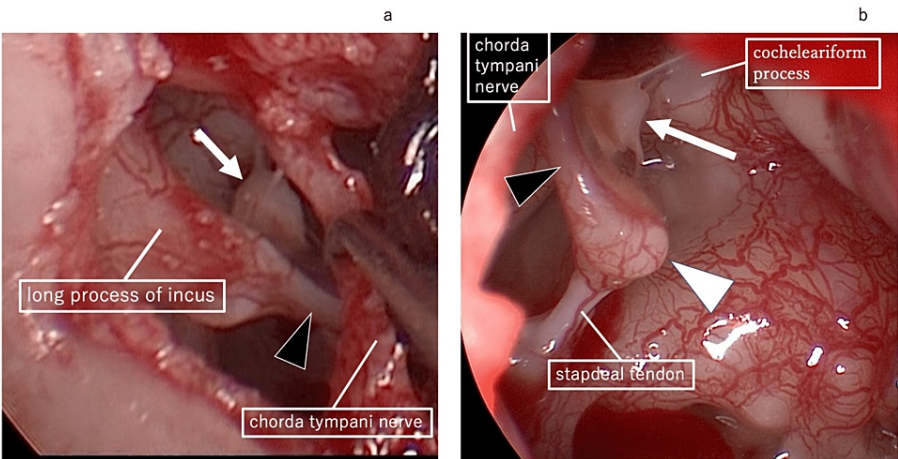 a
b
chorda
tympani
nerve
cocheleariform
process
long process of incus
stapdeal tendon
chorda tympani nerve